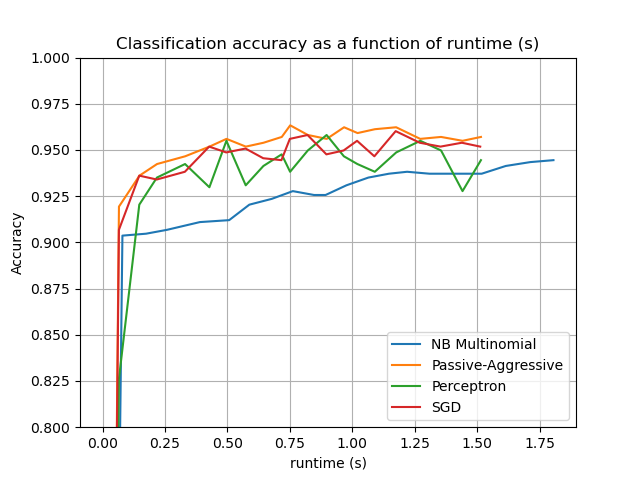 Classification accuracy as a function of runtime (s)
1.000
0.975
0.950
0.925
0.900
0.875
0.850
0.825
0.800
Accuracy
NB Multinomial
Passive-Aggressive
Perceptron
SGD
0.00 0.25 0.50 0.75 1.00 1.25 1.50 1.75
runtime (s)